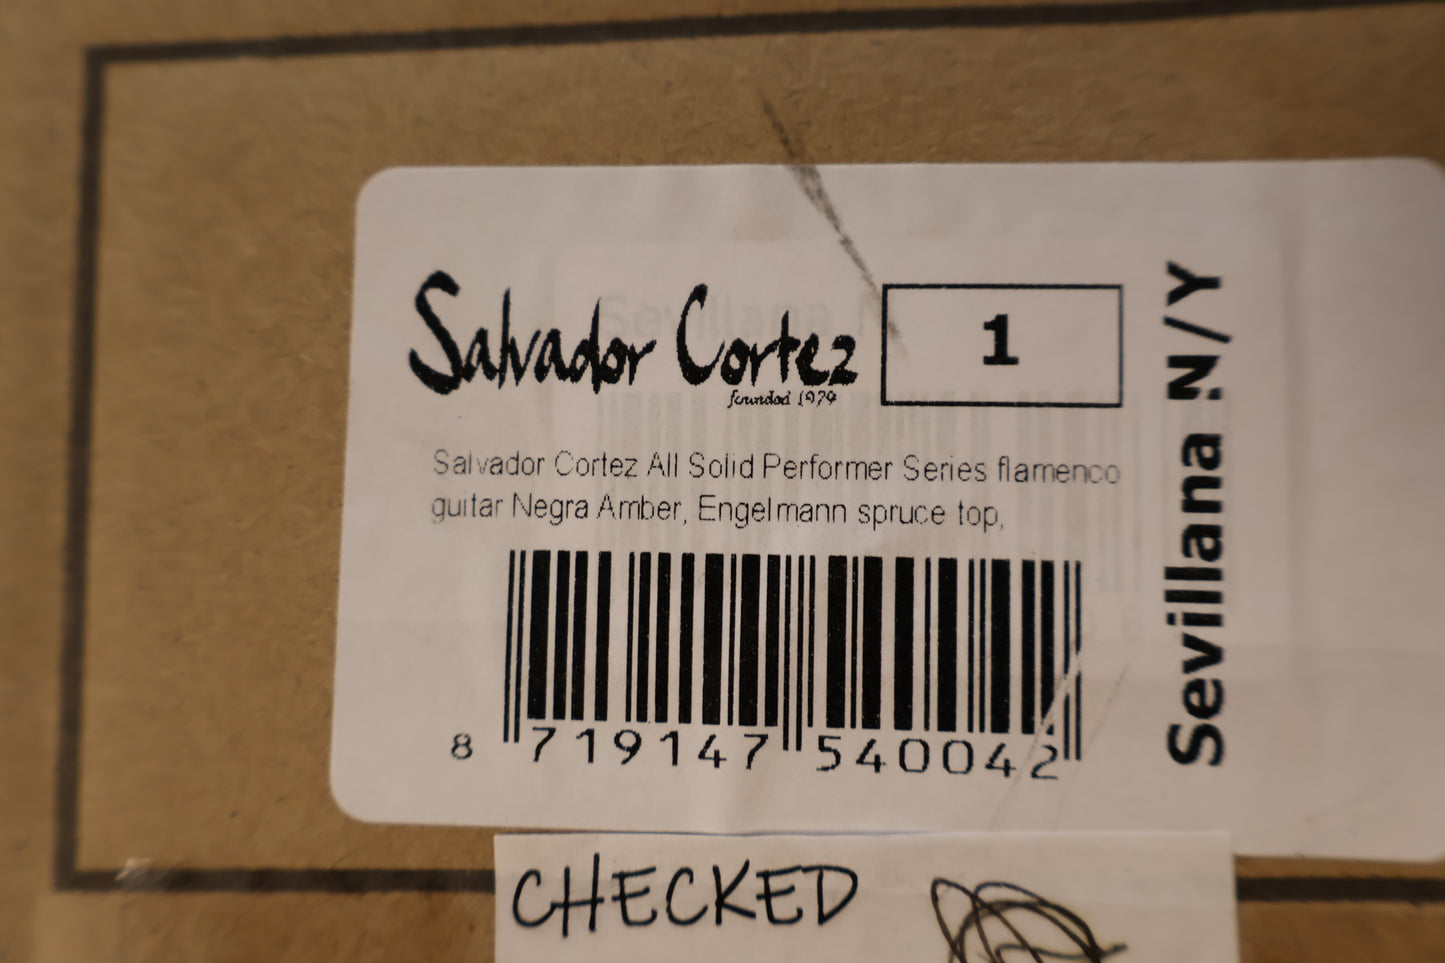 Salvador Cortez
founded 1929
1
Salvador Cortez All Solid Performer Series flamenco
guitar Negra Amber, Engelmann spruce top,
8 719147 540042
Sevillana N/Y
CHECKED